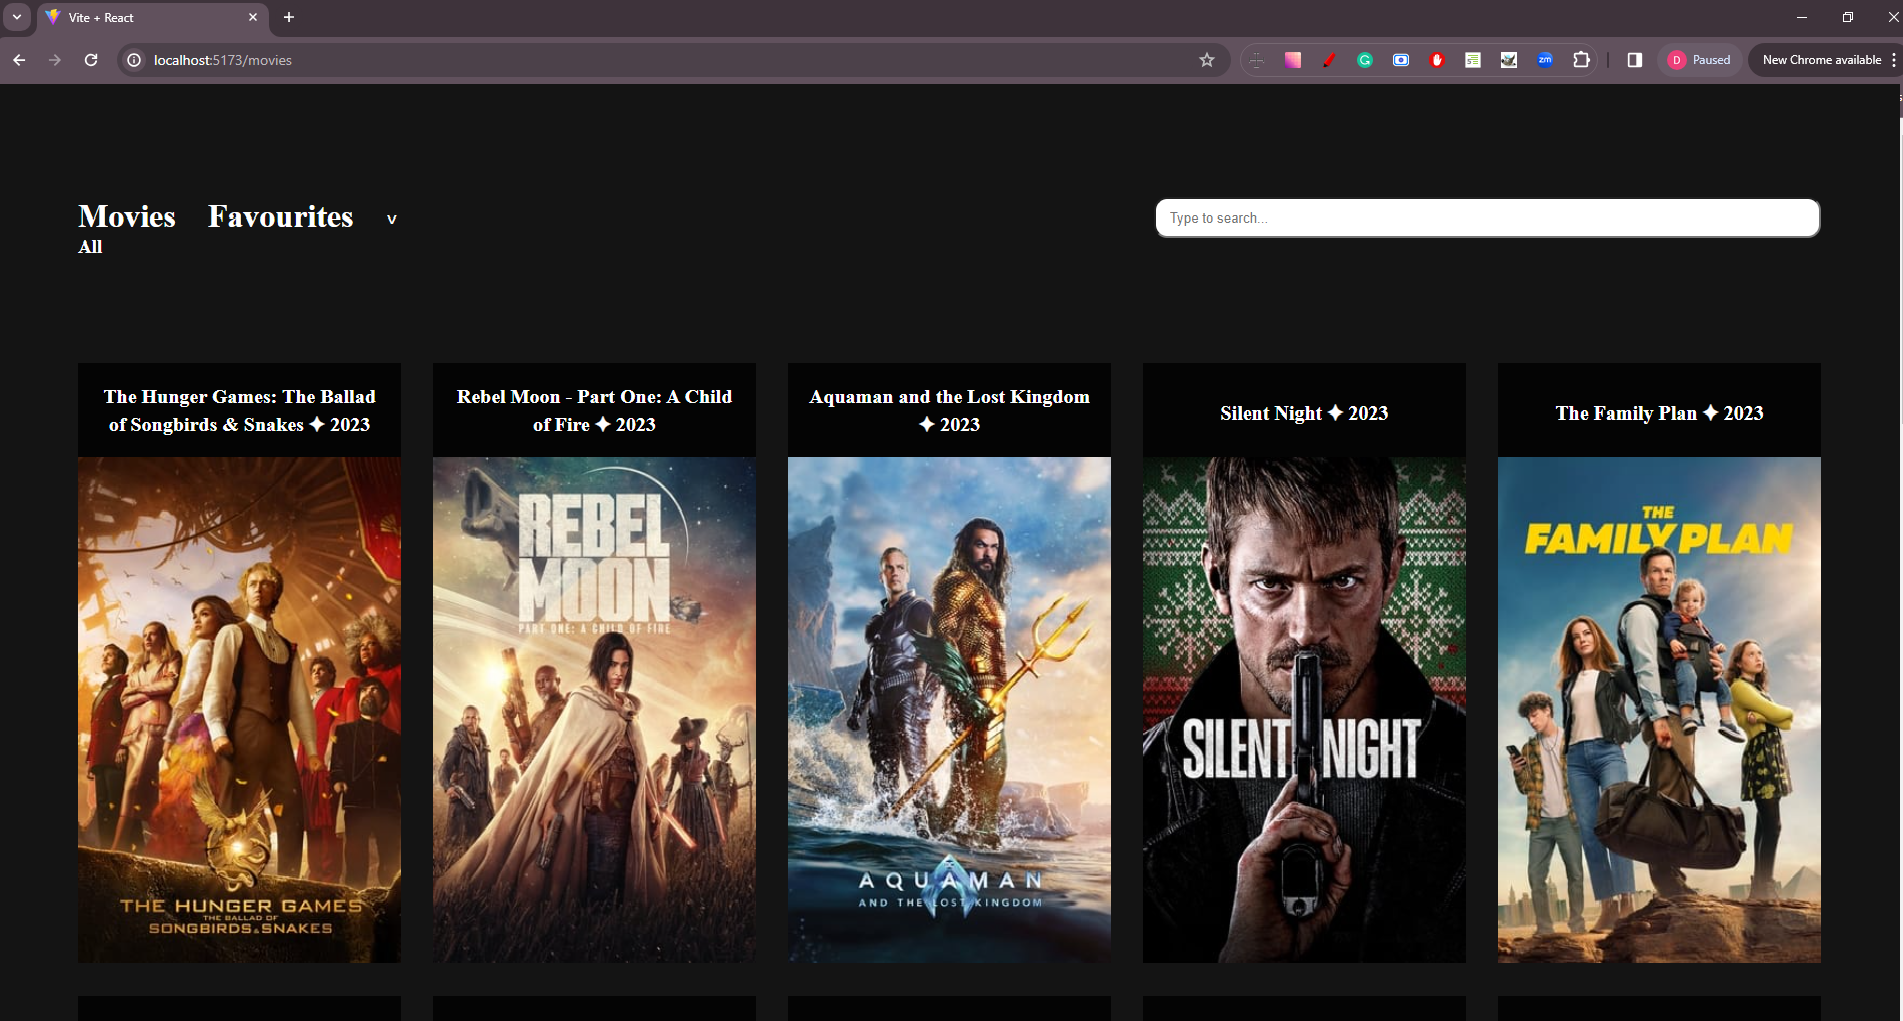 Vite + React
localhost:5173/movies
G
zm
D Paused
New Chrome available
Movies Favourites v
Type to search...
All
The Hunger Games: The Ballad
of Songbirds & Snakes ✦ 2023
Rebel Moon - Part One: A Child
of Fire ✦ 2023
Aquaman and the Lost Kingdom
✦ 2023
Silent Night ✦ 2023
The Family Plan ✦ 2023
THE HUNGER GAMES
THE BALLAD OF
SONGBIRDS & SNAKES
REBEL
MOON
PART ONE: A CHILD OF FIRE
AQUAMAN
AND THE LOST KINGDOM
SILENT NIGHT
THE
FAMILY PLAN